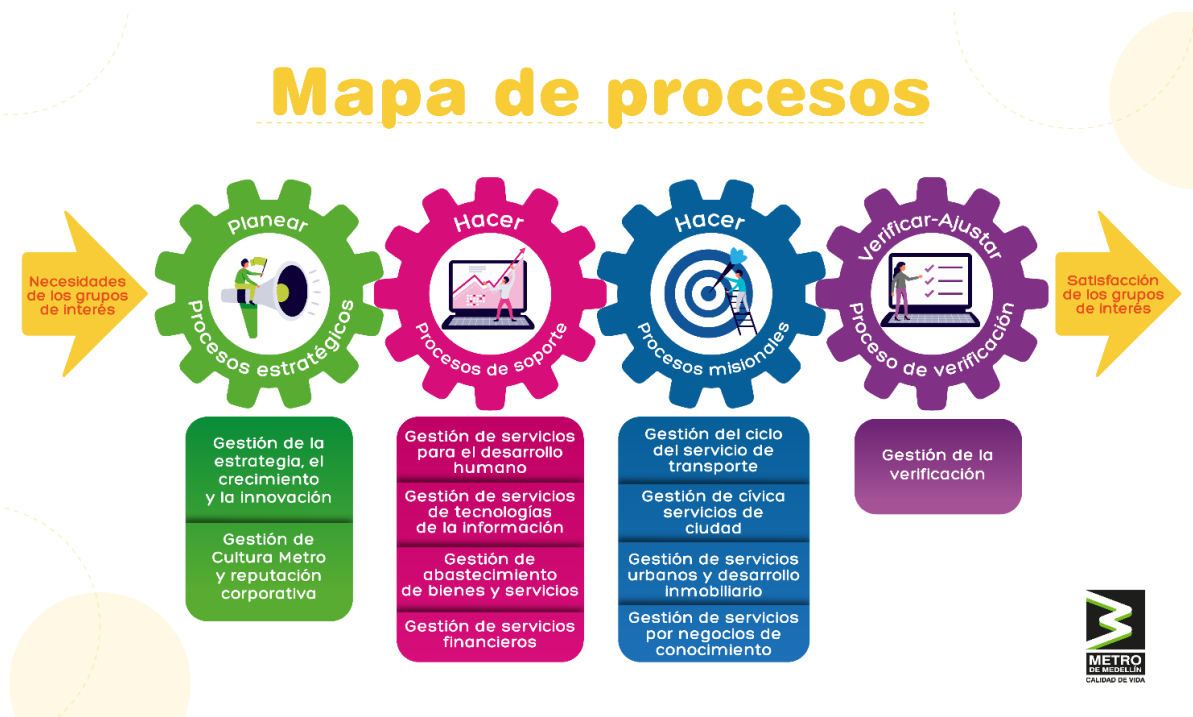 Mapa de procesos
Necesidades
de los grupos
de interés
Planear
Procesos estratégicos
Hacer
Procesos de soporte
Hacer
Procesos misionales
Verificar-Ajustar
Proceso de verificación
Satisfacción
de los grupos
de interés
Gestión de la
estrategia, el
crecimiento
y la innovación
Gestión de
Cultura Metro
y reputación
corporativa
Gestión de servicios
para el desarrollo
humano
Gestión de servicios
de tecnologías
de la información
Gestión de
abastecimiento
de bienes y servicios
Gestión de servicios
financieros
Gestión del ciclo
del servicio de
transporte
Gestión de cívica
servicios de
ciudad
Gestión de servicios
urbanos y desarrollo
inmobiliario
Gestión de servicios
por negocios de
conocimiento
Gestión de la
verificación
METRO
DE MEDELLÍN
CALIDAD DE VIDA